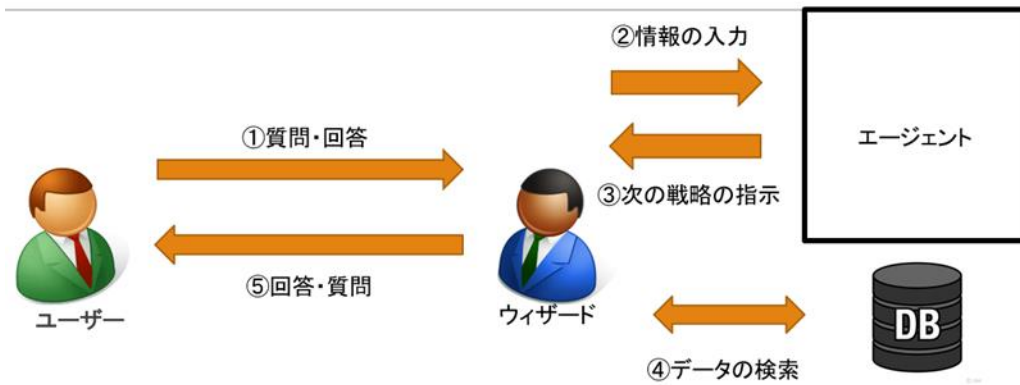 ②情報の入力
①質問・回答
エージェント
③次の戦略の指示
⑤回答・質問
ユーザー
ウィザード
DB
④データの検索